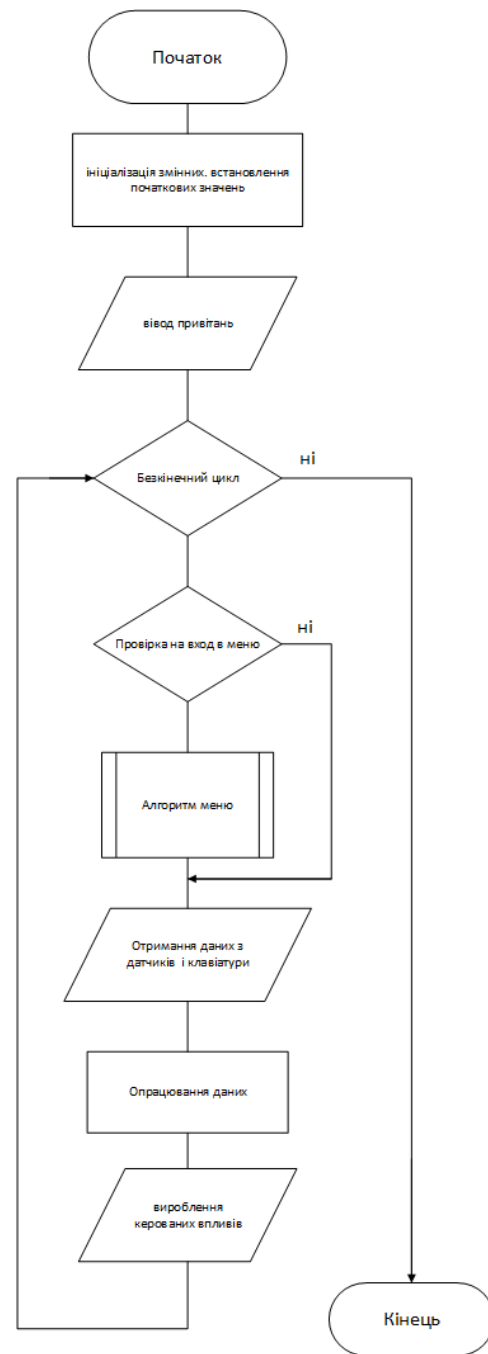 Початок
ініціалізація змінних. встановлення
початкових значень
вівод привітань
Безкінечний цикл
ні
Провірка на вход в меню
ні
Алгоритм меню
Отримання даних з
датчиків і клавіатури
Опрацювання даних
вироблення
керованих впливів
Кінець